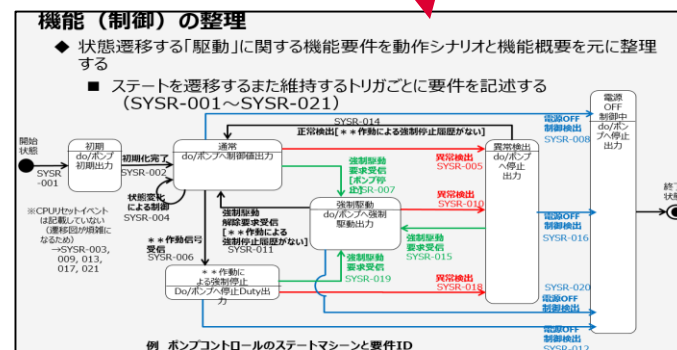 機能（制御）の整理
◆ 状態遷移する「駆動」に関する機能要件を動作シナリオと機能概要を元に整理
する
■ ステートを遷移するまた維持するトリガごとに要件を記述する
（SYSR-001～SYSR-021）
電源
OFF
制御中
do/ポン
プへ停止
出力
電源OFF
制御検出
SYSR-008
SYSR-014
正常検出[＊＊作動による強制停止履歴がない]
開始
状態
SYSR
-001
初期
do/ポンプ
初期出力
初期化完了
SYSR-002
通常
do/ポンプへ制御値出力
異常検出
SYSR-005
異常検出
do/ポンプ
へ停止
出力
強制駆動
要求受信
[ポンプ停
止]
SYSR-007
異常検出
SYSR-010
状態変化
による制御
SYSR-004
強制駆動
do/ポンプへ強制
駆動出力
終了
状態
※CPUリセットイベント
は記載していない
（遷移図が煩雑に
なるため）
→SYSR-003,
009, 013,
017, 021
強制駆動
解除要求受信
[＊＊作動による
強制停止履歴がない]
SYSR-011
電源OFF
制御検出
SYSR-016
＊＊作動信号
受信
SYSR-006
強制駆動
要求受信
SYSR-015
強制駆動
要求受信
SYSR-019
＊＊作動に
よる強制停止
Do/ポンプへ停止Duty出
力
異常検出
SYSR-018
SYSR-020
電源OFF
制御検出
電源OFF
制御検出
SYSR-012
例 ポンプコントロールのステートマシーンと要件ID